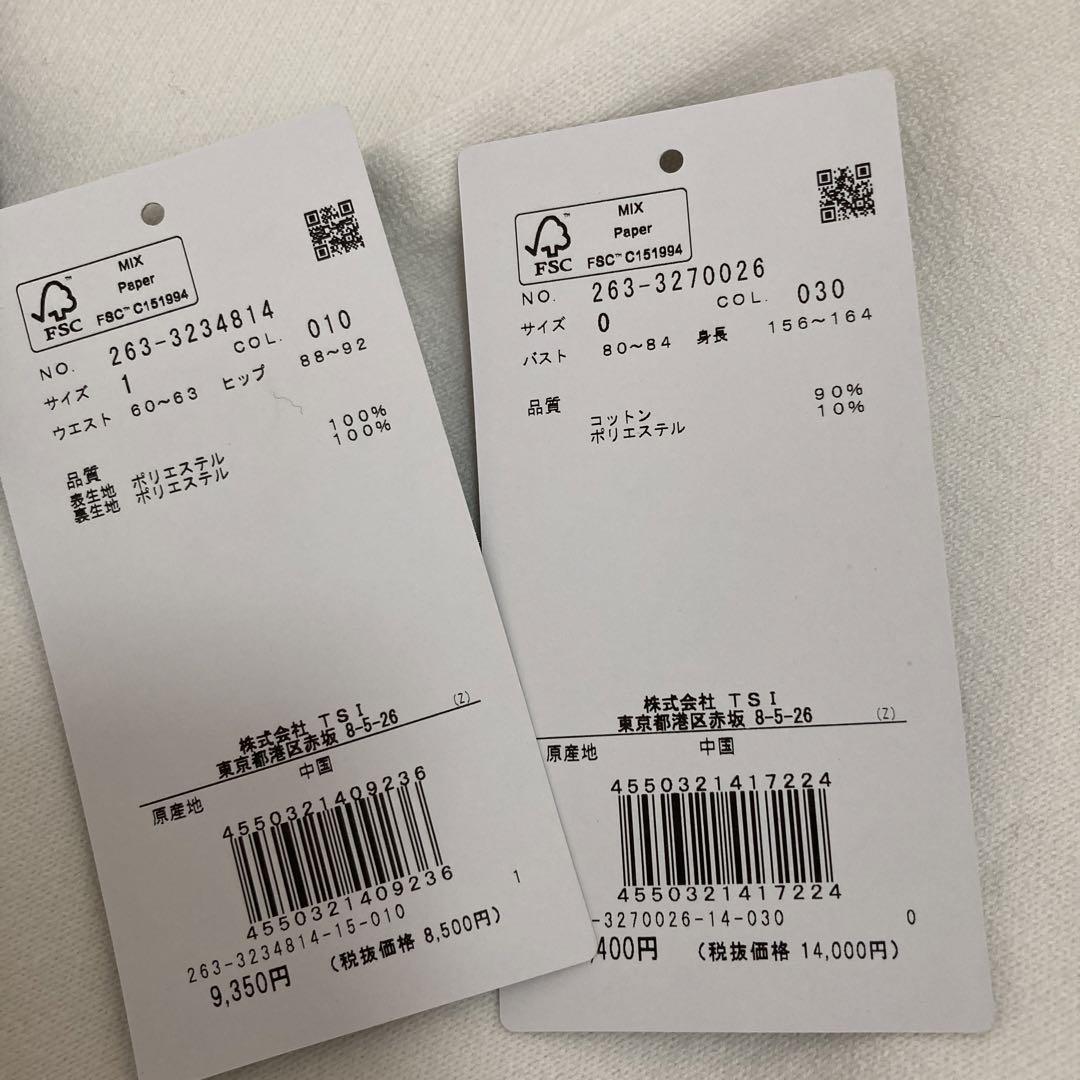 MIX
Paper
FSC™ C151994
FSC
NO. 263-3234814
サイズ 1 COL. 010
ウエスト 60～63 ヒップ 88～92
品質
表生地 ポリエステル 100%
裏生地 ポリエステル 100%
株式会社 TSI
東京都港区赤坂 8-5-26 (Z)
原産地 中国
4550321409236
4550321409236
263-3234814-15-010 1
9,350円 (税抜価格 8,500円)
MIX
Paper
FSC™ C151994
FSC
NO. 263-3270026
サイズ 0 COL. 030
バスト 80～84 身長 156～164
品質
コットン 90%
ポリエステル 10%
株式会社 TSI
東京都港区赤坂 8-5-26 (Z)
原産地 中国
4550321417224
4550321417224
-3270026-14-030 0
,400円 (税抜価格 14,000円)